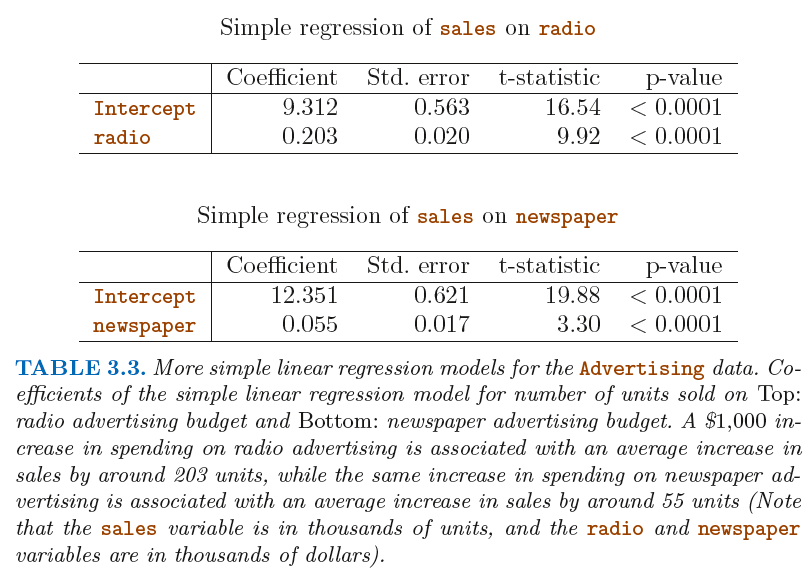 Simple regression of sales on radio
Coefficient Std. error t-statistic p-value
Intercept 9.312 0.563 16.54 < 0.0001
radio 0.203 0.020 9.92 < 0.0001
Simple regression of sales on newspaper
Coefficient Std. error t-statistic p-value
Intercept 12.351 0.621 19.88 < 0.0001
newspaper 0.055 0.017 3.30 < 0.0001
TABLE 3.3. More simple linear regression models for the Advertising data. Co-
efficients of the simple linear regression model for number of units sold on Top:
radio advertising budget and Bottom: newspaper advertising budget. A $1,000 in-
crease in spending on radio advertising is associated with an average increase in
sales by around 203 units, while the same increase in spending on newspaper ad-
vertising is associated with an average increase in sales by around 55 units (Note
that the sales variable is in thousands of units, and the radio and newspaper
variables are in thousands of dollars).